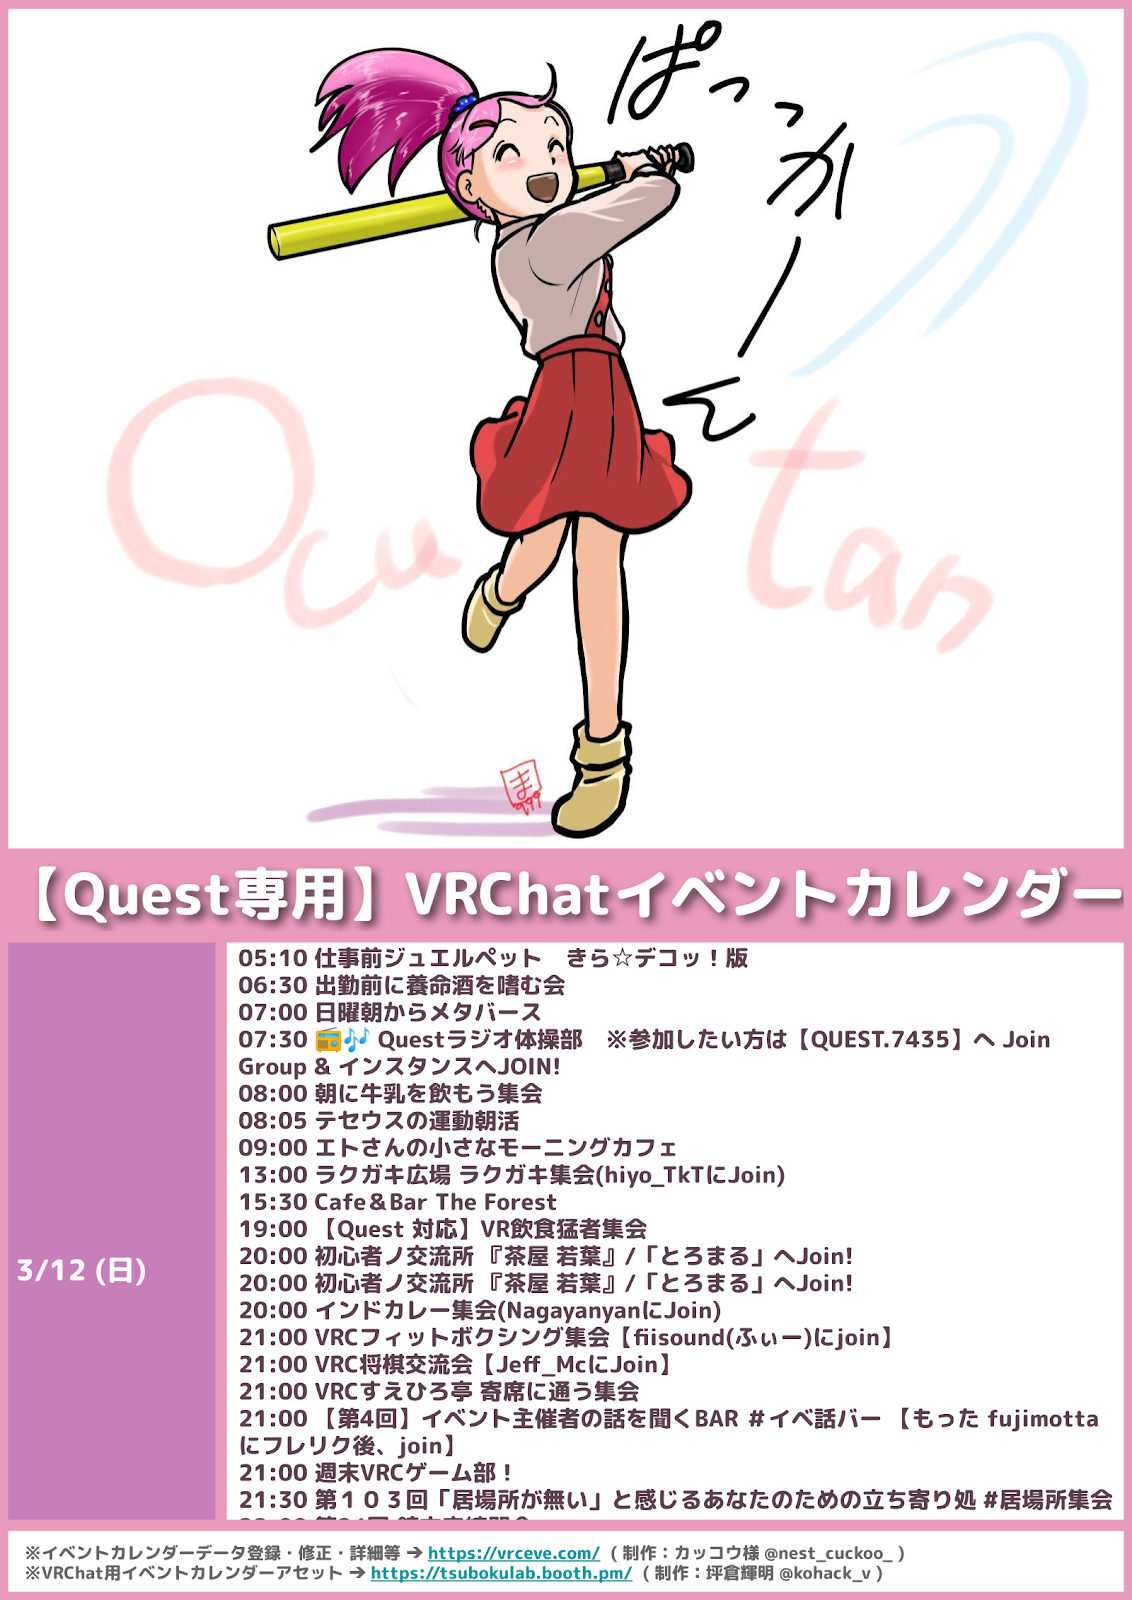 ぱっっかーん
Ocu tan
ま
999
【Quest専用】VRChatイベントカレンダー
3/12 (日)
05:10 仕事前ジュエルペット　きら☆デコッ！版
06:30 出勤前に養命酒を嗜む会
07:00 日曜朝からメタバース
07:30 📻🎶 Questラジオ体操部　※参加したい方は【QUEST.7435】へ Join
Group & インスタンスへJOIN!
08:00 朝に牛乳を飲もう集会
08:05 テセウスの運動朝活
09:00 エトさんの小さなモーニングカフェ
13:00 ラクガキ広場 ラクガキ集会(hiyo_TkTにJoin)
15:30 Cafe＆Bar The Forest
19:00 【Quest 対応】VR飲食猛者集会
20:00 初心者ノ交流所 『茶屋 若葉』/「とろまる」へJoin!
20:00 初心者ノ交流所 『茶屋 若葉』/「とろまる」へJoin!
20:00 インドカレー集会(NagayanyanにJoin)
21:00 VRCフィットボクシング集会【fiisound(ふぃー)にjoin】
21:00 VRC将棋交流会【Jeff_McにJoin】
21:00 VRCすえひろ亭 寄席に通う集会
21:00 【第4回】イベント主催者の話を聞くBAR ＃イベ話バー 【もった fujimotta
にフレリク後、join】
21:00 週末VRCゲーム部！
21:30 第１０３回「居場所が無い」と感じるあなたのための立ち寄り処 #居場所集会
※イベントカレンダーデータ登録・修正・詳細等 ➔ https://vrceve.com/ （制作：カッコウ様 @nest_cuckoo_ ）
※VRChat用イベントカレンダーアセット ➔ https://tsubokulab.booth.pm/ （制作：坪倉輝明 @kohack_v ）